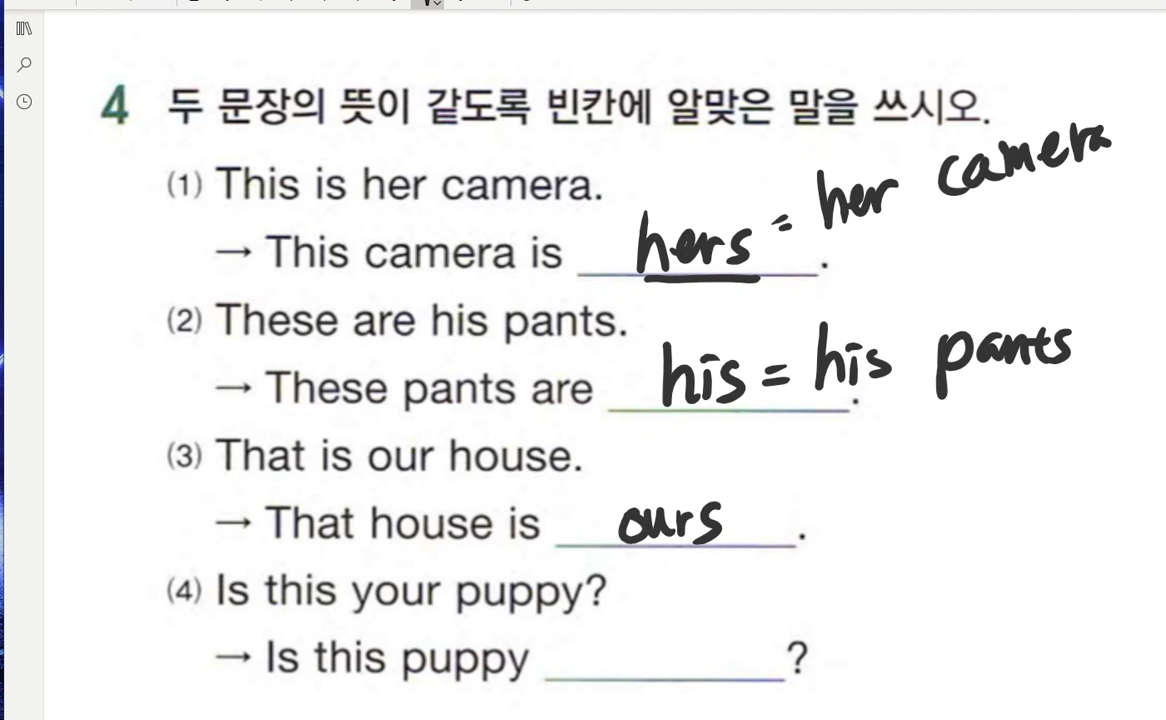 4 두 문장의 뜻이 같도록 빈칸에 알맞은 말을 쓰시오.
(1) This is her camera.
→ This camera is hers = her camera.
(2) These are his pants.
→ These pants are his = his pants.
(3) That is our house.
→ That house is ours.
(4) Is this your puppy?
→ Is this puppy ?